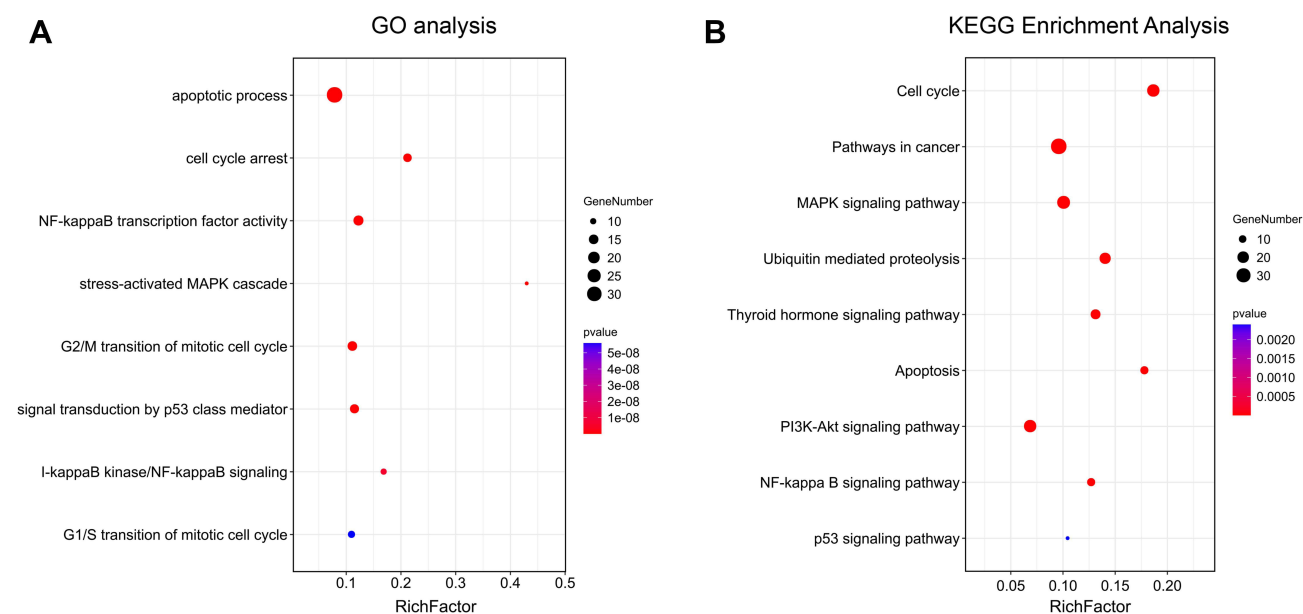 A
GO analysis
apoptotic process
cell cycle arrest
NF-kappaB transcription factor activity
stress-activated MAPK cascade
G2/M transition of mitotic cell cycle
signal transduction by p53 class mediator
I-kappaB kinase/NF-kappaB signaling
G1/S transition of mitotic cell cycle
0.1 0.2 0.3 0.4 0.5
RichFactor
GeneNumber
10
15
20
25
30
pvalue
5e-08
4e-08
3e-08
2e-08
1e-08
B
KEGG Enrichment Analysis
Cell cycle
Pathways in cancer
MAPK signaling pathway
Ubiquitin mediated proteolysis
Thyroid hormone signaling pathway
Apoptosis
PI3K-Akt signaling pathway
NF-kappa B signaling pathway
p53 signaling pathway
0.05 0.10 0.15 0.20
RichFactor
GeneNumber
10
20
30
pvalue
0.0020
0.0015
0.0010
0.0005